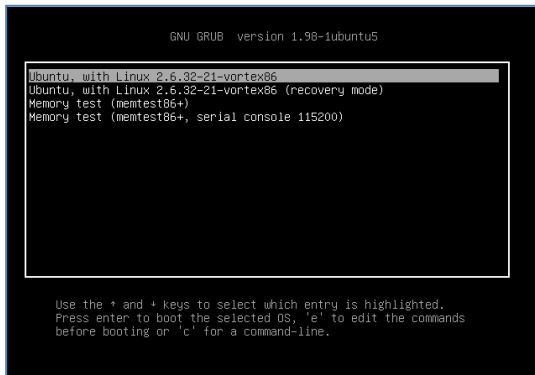 GNU GRUB  version 1.98-1ubuntu5
Ubuntu, with Linux 2.6.32-21-vortex86
Ubuntu, with Linux 2.6.32-21-vortex86 (recovery mode)
Memory test (memtest86+)
Memory test (memtest86+, serial console 115200)
Use the ↑ and ↓ keys to select which entry is highlighted.
Press enter to boot the selected OS, 'e' to edit the commands
before booting or 'c' for a command-line.